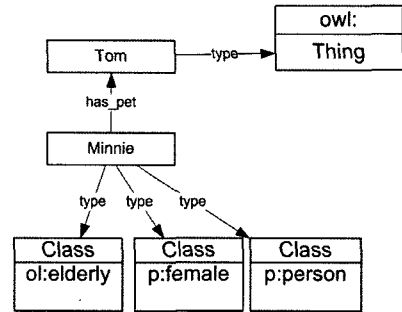 owl:
Tom
type
Thing
has_pet
Minnie
type
type
type
Class
Class
Class
ol:elderly
p:female
p:person